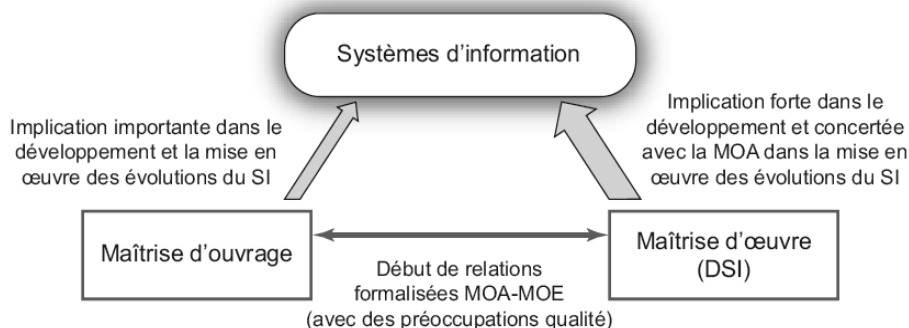 Systèmes d'information
Implication importante dans le
développement et la mise en
œuvre des évolutions du SI
Implication forte dans le
développement et concertée
avec la MOA dans la mise en
œuvre des évolutions du SI
Maîtrise d'ouvrage
Maîtrise d'œuvre
(DSI)
Début de relations
formalisées MOA-MOE
(avec des préoccupations qualité)